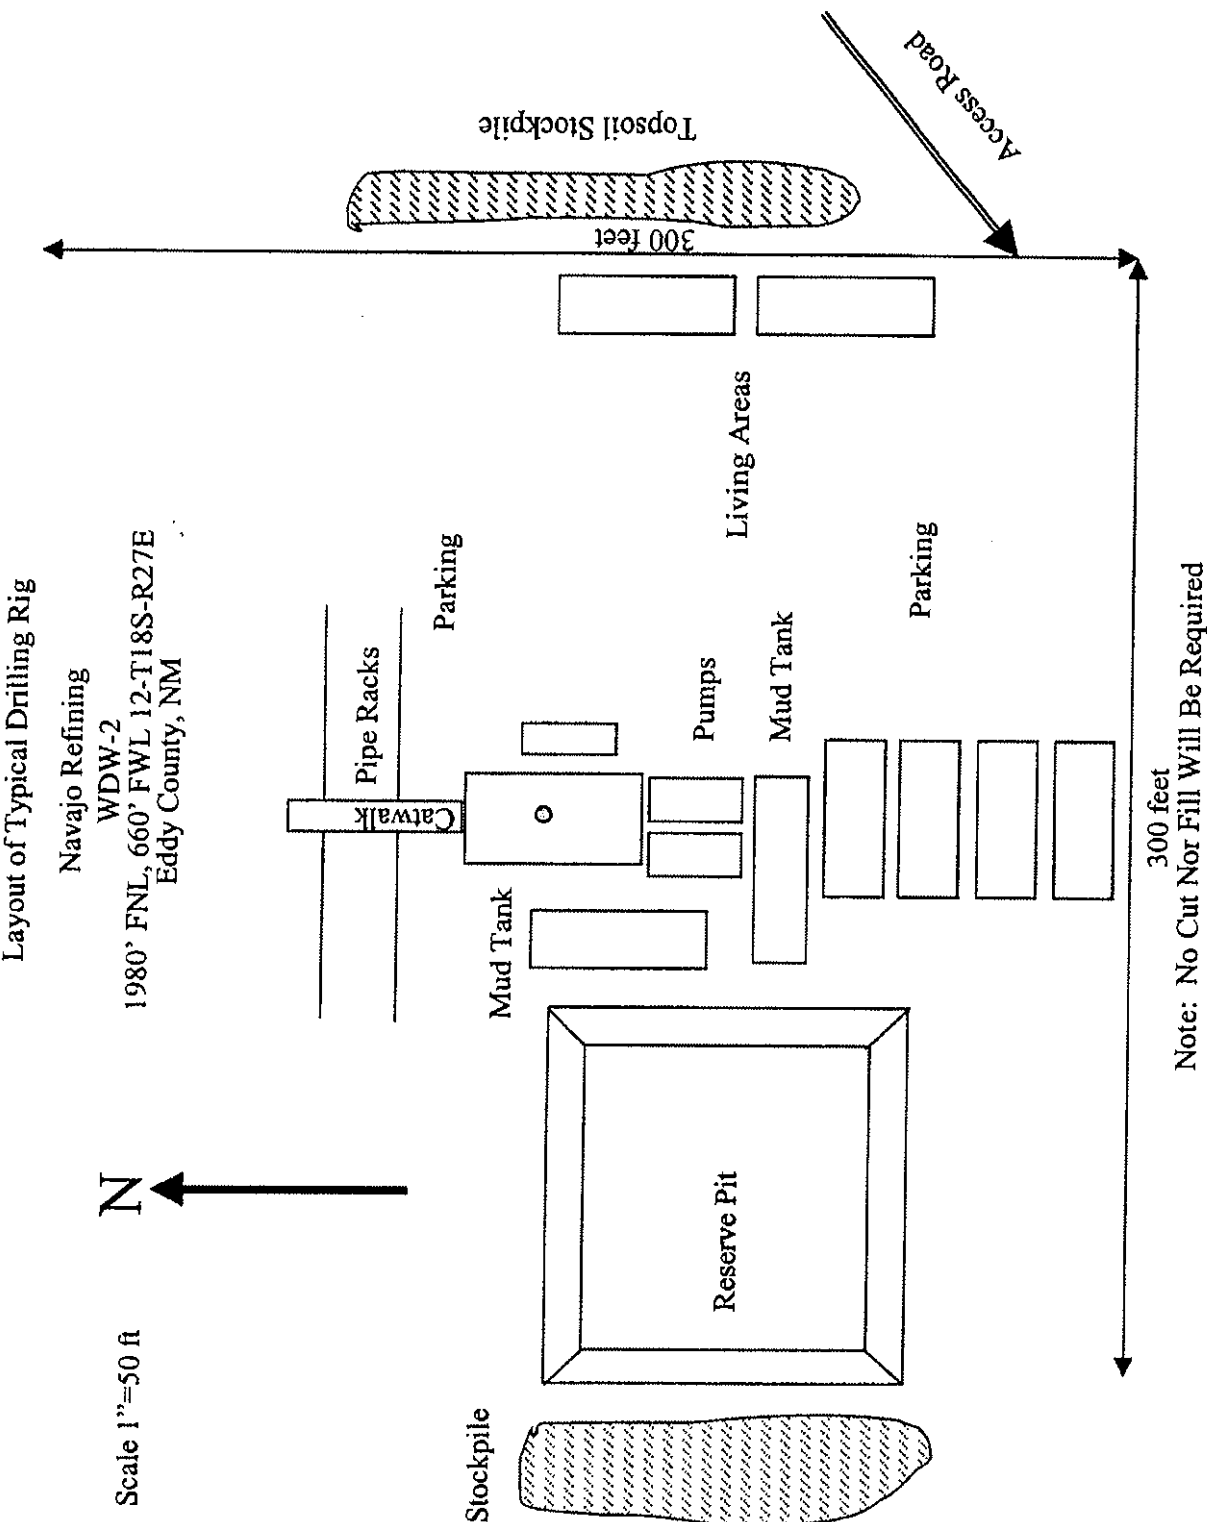 Layout of Typical Drilling Rig
Navajo Refining
WDW-2
1980’ FNL, 660’ FWL 12-T18S-R27E
Eddy County, NM
Scale 1”=50 ft
N
Pipe Racks
Catwalk
Parking
Topsoil Stockpile
300 feet
Access Road
Stockpile
Mud Tank
Pumps
Living Areas
Mud Tank
Reserve Pit
Parking
300 feet
Note: No Cut Nor Fill Will Be Required